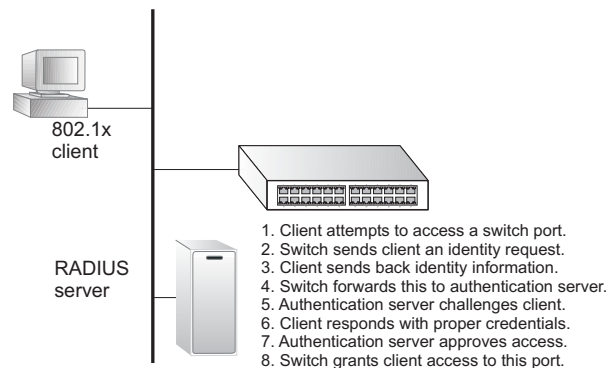 802.1x
client
RADIUS
server
1. Client attempts to access a switch port.
2. Switch sends client an identity request.
3. Client sends back identity information.
4. Switch forwards this to authentication server.
5. Authentication server challenges client.
6. Client responds with proper credentials.
7. Authentication server approves access.
8. Switch grants client access to this port.